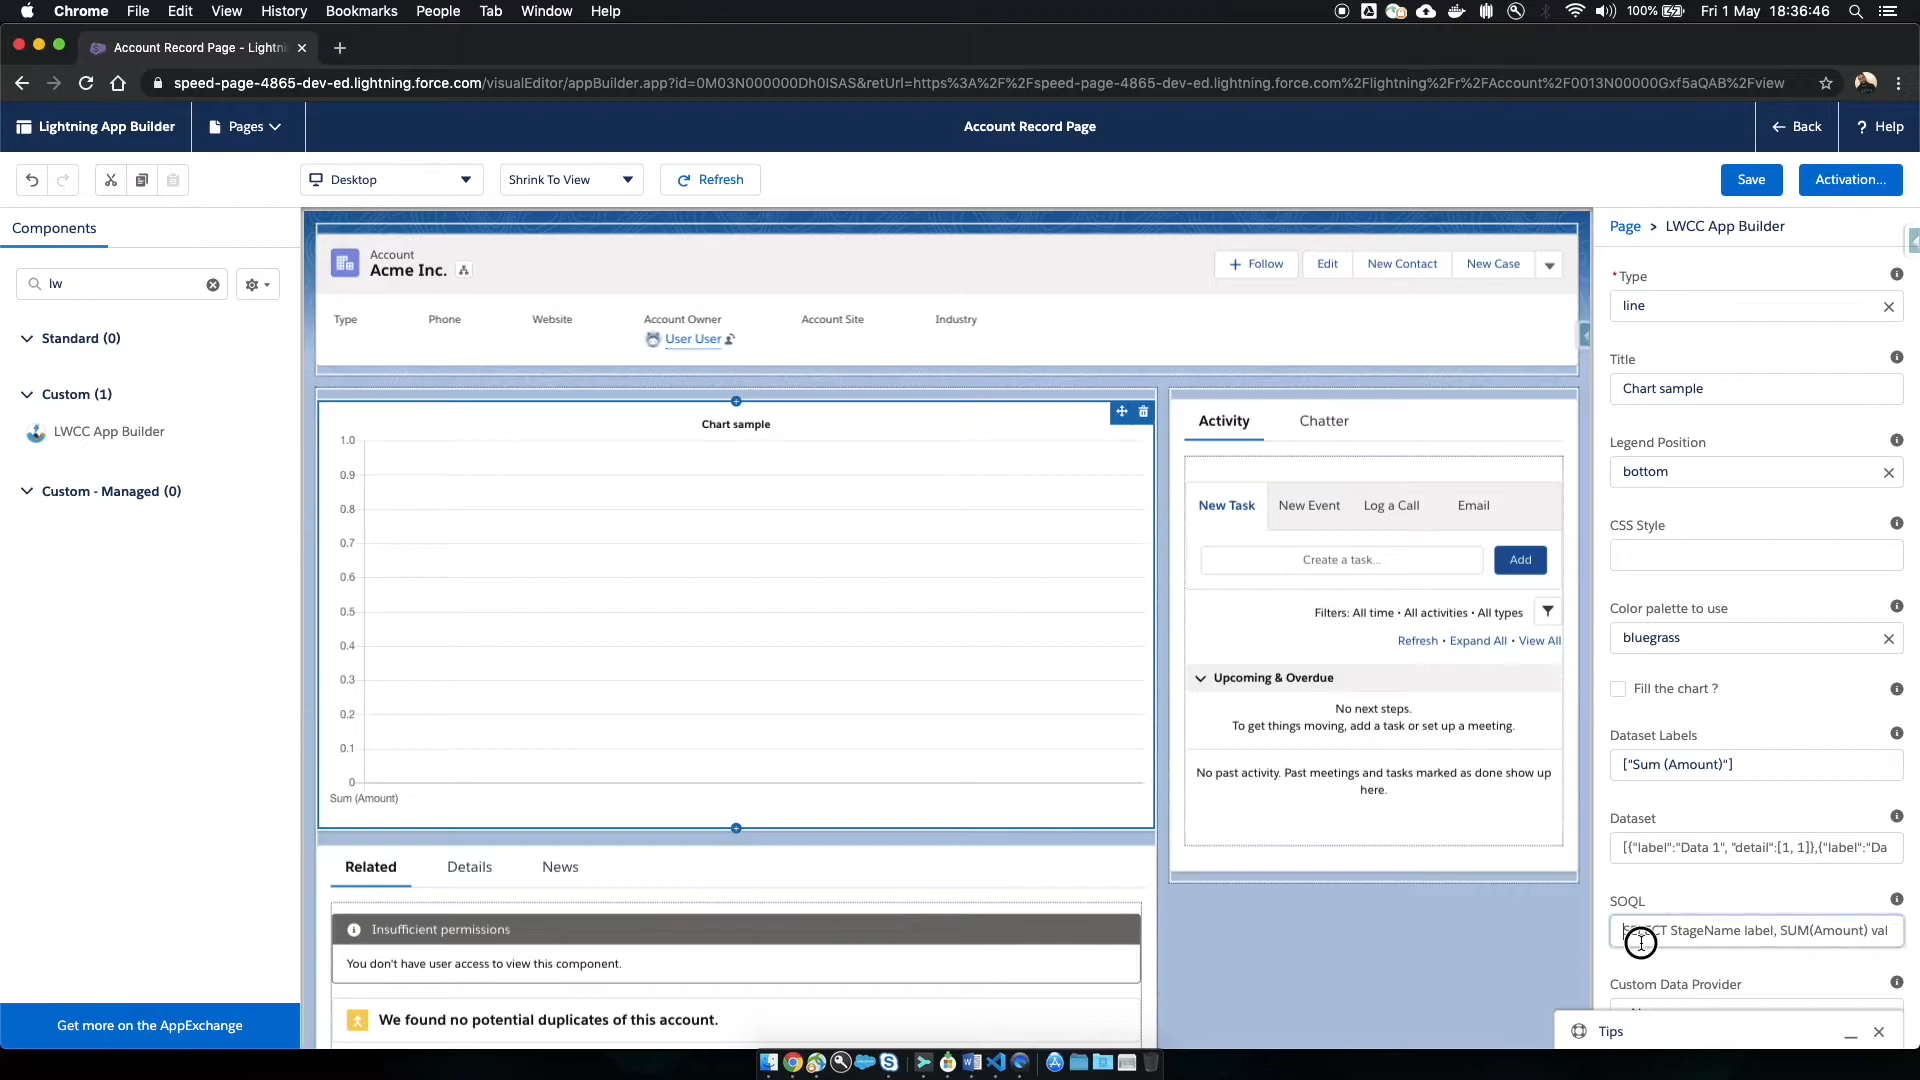 Chrome File Edit View History Bookmarks People Tab Window Help
100% Fri 1 May 18:36:46
Account Record Page - Lightni
speed-page-4865-dev-ed.lightning.force.com/visualEditor/appBuilder.app?id=0M03N000000Dh0ISAS&retUrl=https%3A%2F%2Fspeed-page-4865-dev-ed.lightning.force.com%2Flightning%2Fr%2FAccount%2F0013N00000Gxf5aQAB%2Fview
Lightning App Builder Pages Account Record Page Back ? Help
Desktop Shrink To View Refresh Save Activation...
Components
lw
Standard (0)
Custom (1)
LWCC App Builder
Custom - Managed (0)
Get more on the AppExchange
Account
Acme Inc.
+ Follow Edit New Contact New Case
Type Phone Website Account Owner Account Site Industry
User User
Chart sample
1.0
0.9
0.8
0.7
0.6
0.5
0.4
0.3
0.2
0.1
0
Sum (Amount)
Related Details News
Insufficient permissions
You don't have user access to view this component.
We found no potential duplicates of this account.
Activity Chatter
New Task New Event Log a Call Email
Create a task... Add
Filters: All time • All activities • All types
Refresh • Expand All • View All
Upcoming & Overdue
No next steps.
To get things moving, add a task or set up a meeting.
No past activity. Past meetings and tasks marked as done show up
here.
Page > LWCC App Builder
* Type
line
Title
Chart sample
Legend Position
bottom
CSS Style
Color palette to use
bluegrass
Fill the chart ?
Dataset Labels
["Sum (Amount)"]
Dataset
[{"label":"Data 1", "detail":[1, 1]},{"label":"Da
SOQL
SELECT StageName label, SUM(Amount) val
Custom Data Provider
Tips